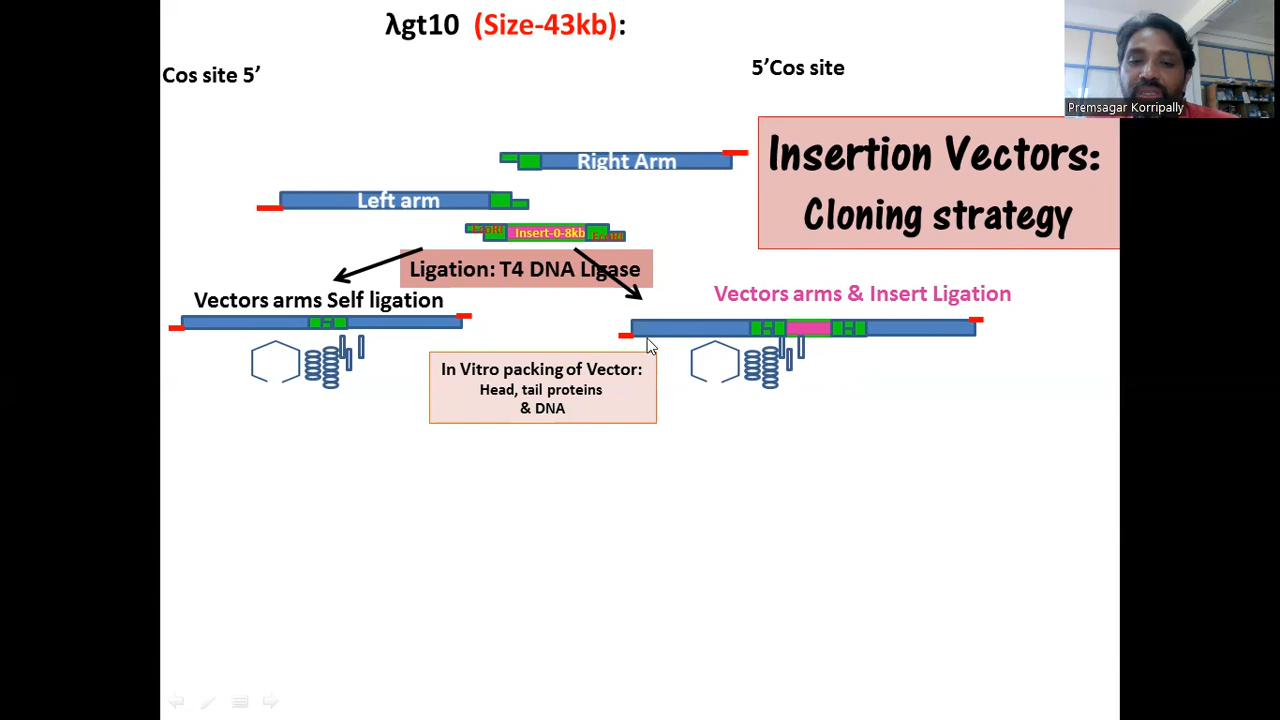 λgt10 (Size-43kb):
Cos site 5’
5’Cos site
Premsagar Korripally
Insertion Vectors:
Cloning strategy
Right Arm
Left arm
Insert-0-8kb
Ligation: T4 DNA Ligase
Vectors arms Self ligation
Vectors arms & Insert Ligation
In Vitro packing of Vector:
Head, tail proteins
& DNA